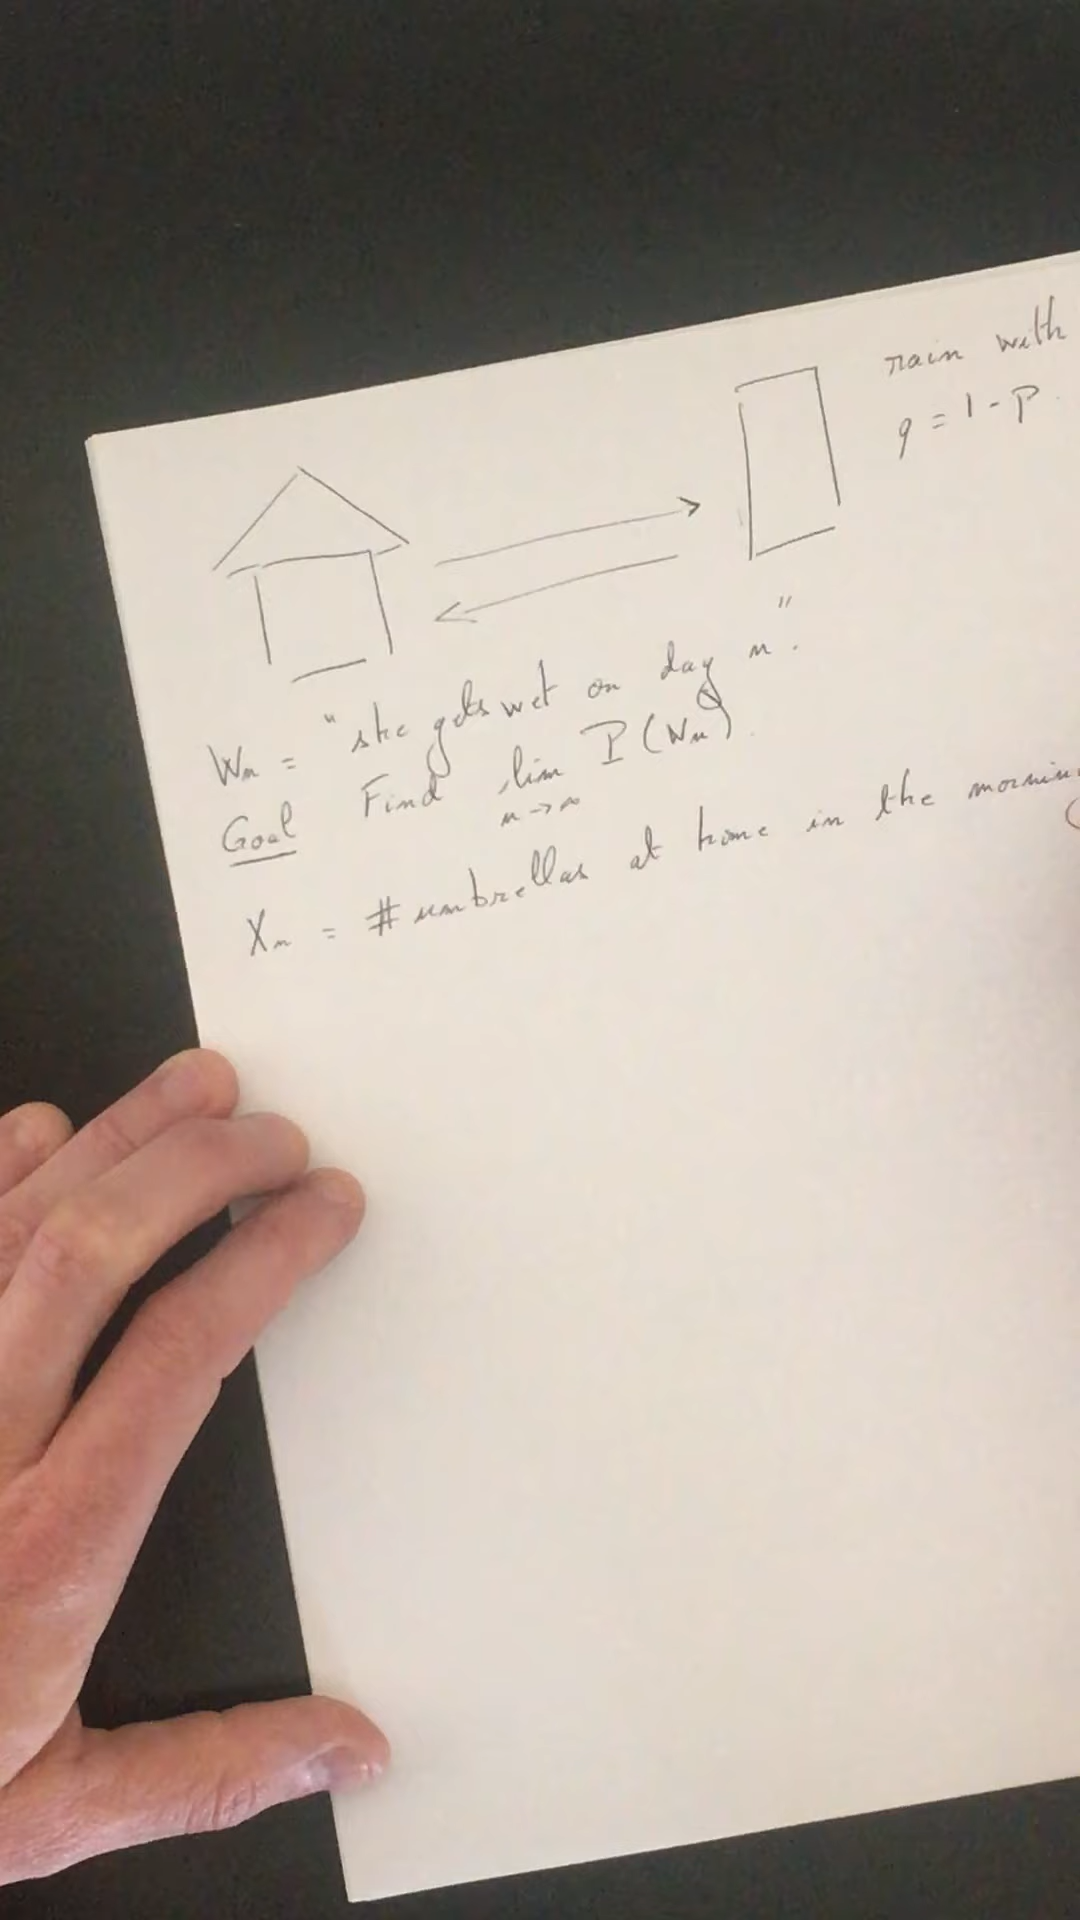 rain with
q = 1 - p.
Wn = "she gets wet on day n".
Goal Find lim P(Wn).
n→∞
Xn = # umbrellas at home in the